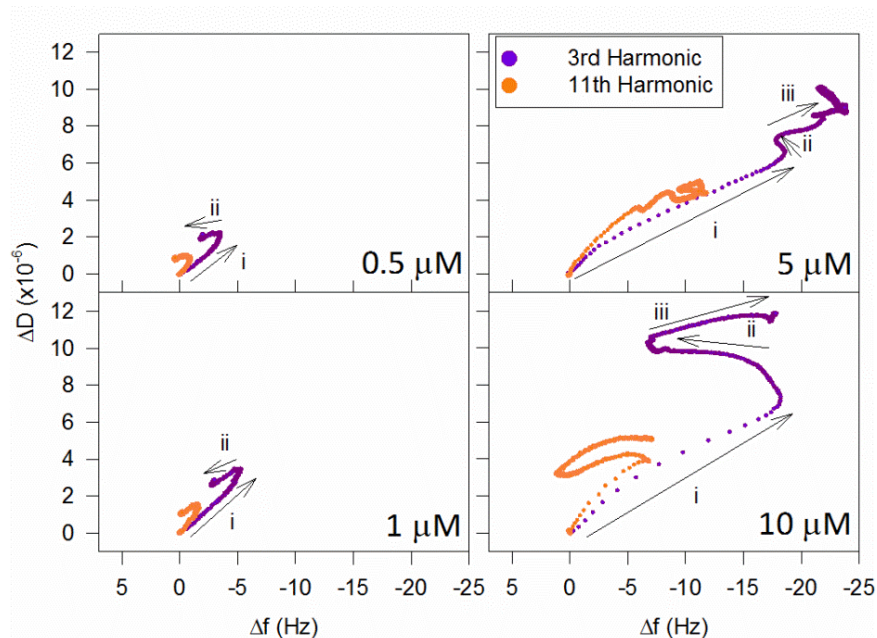 3rd Harmonic
11th Harmonic
12
10
8
6
4
2
0
ii
i
0.5 µM
iii
ii
i
5 µM
ΔD (x10⁻⁶)
12
10
8
6
4
2
0
ii
i
1 µM
iii
ii
i
10 µM
5 0 -5 -10 -15 -20 -25
5 0 -5 -10 -15 -20 -25
Δf (Hz)
Δf (Hz)